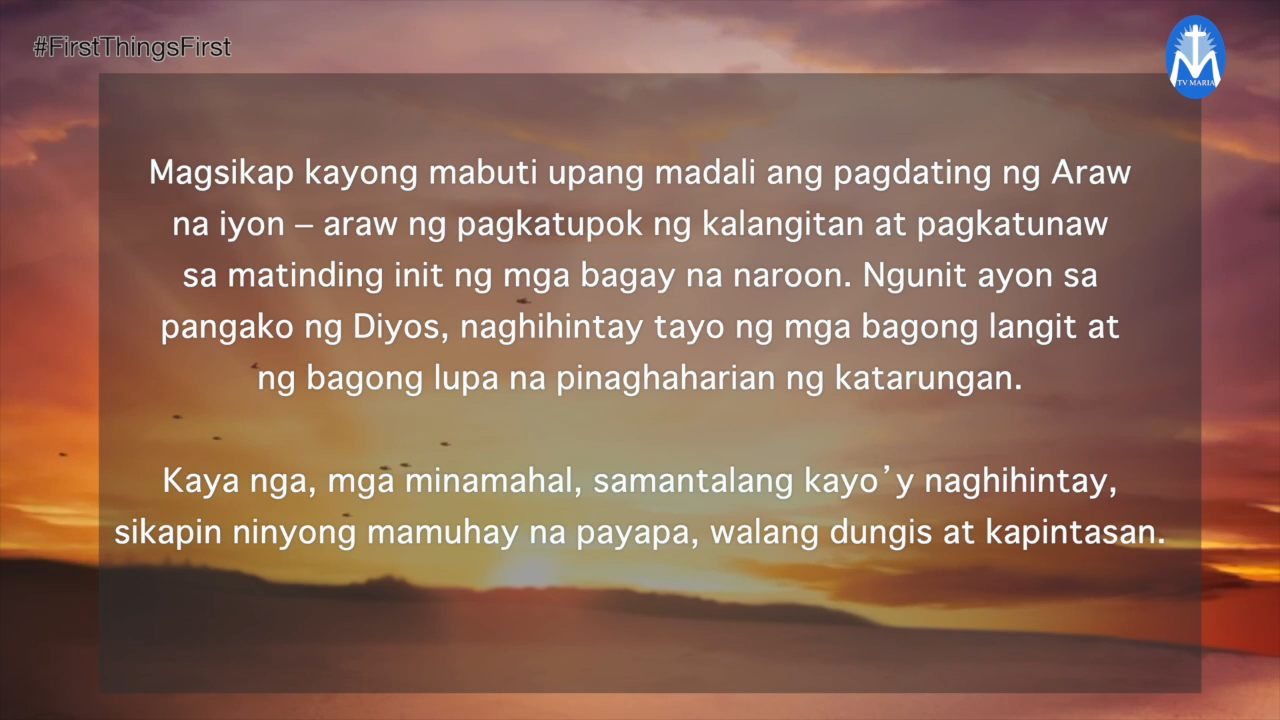 #FirstThingsFirst
TV MARIA
Magsikap kayong mabuti upang madali ang pagdating ng Araw
na iyon – araw ng pagkatupok ng kalangitan at pagkatunaw
sa matinding init ng mga bagay na naroon. Ngunit ayon sa
pangako ng Diyos, naghihintay tayo ng mga bagong langit at
ng bagong lupa na pinaghaharian ng katarungan.
Kaya nga, mga minamahal, samantalang kayo’y naghihintay,
sikapin ninyong mamuhay na payapa, walang dungis at kapintasan.